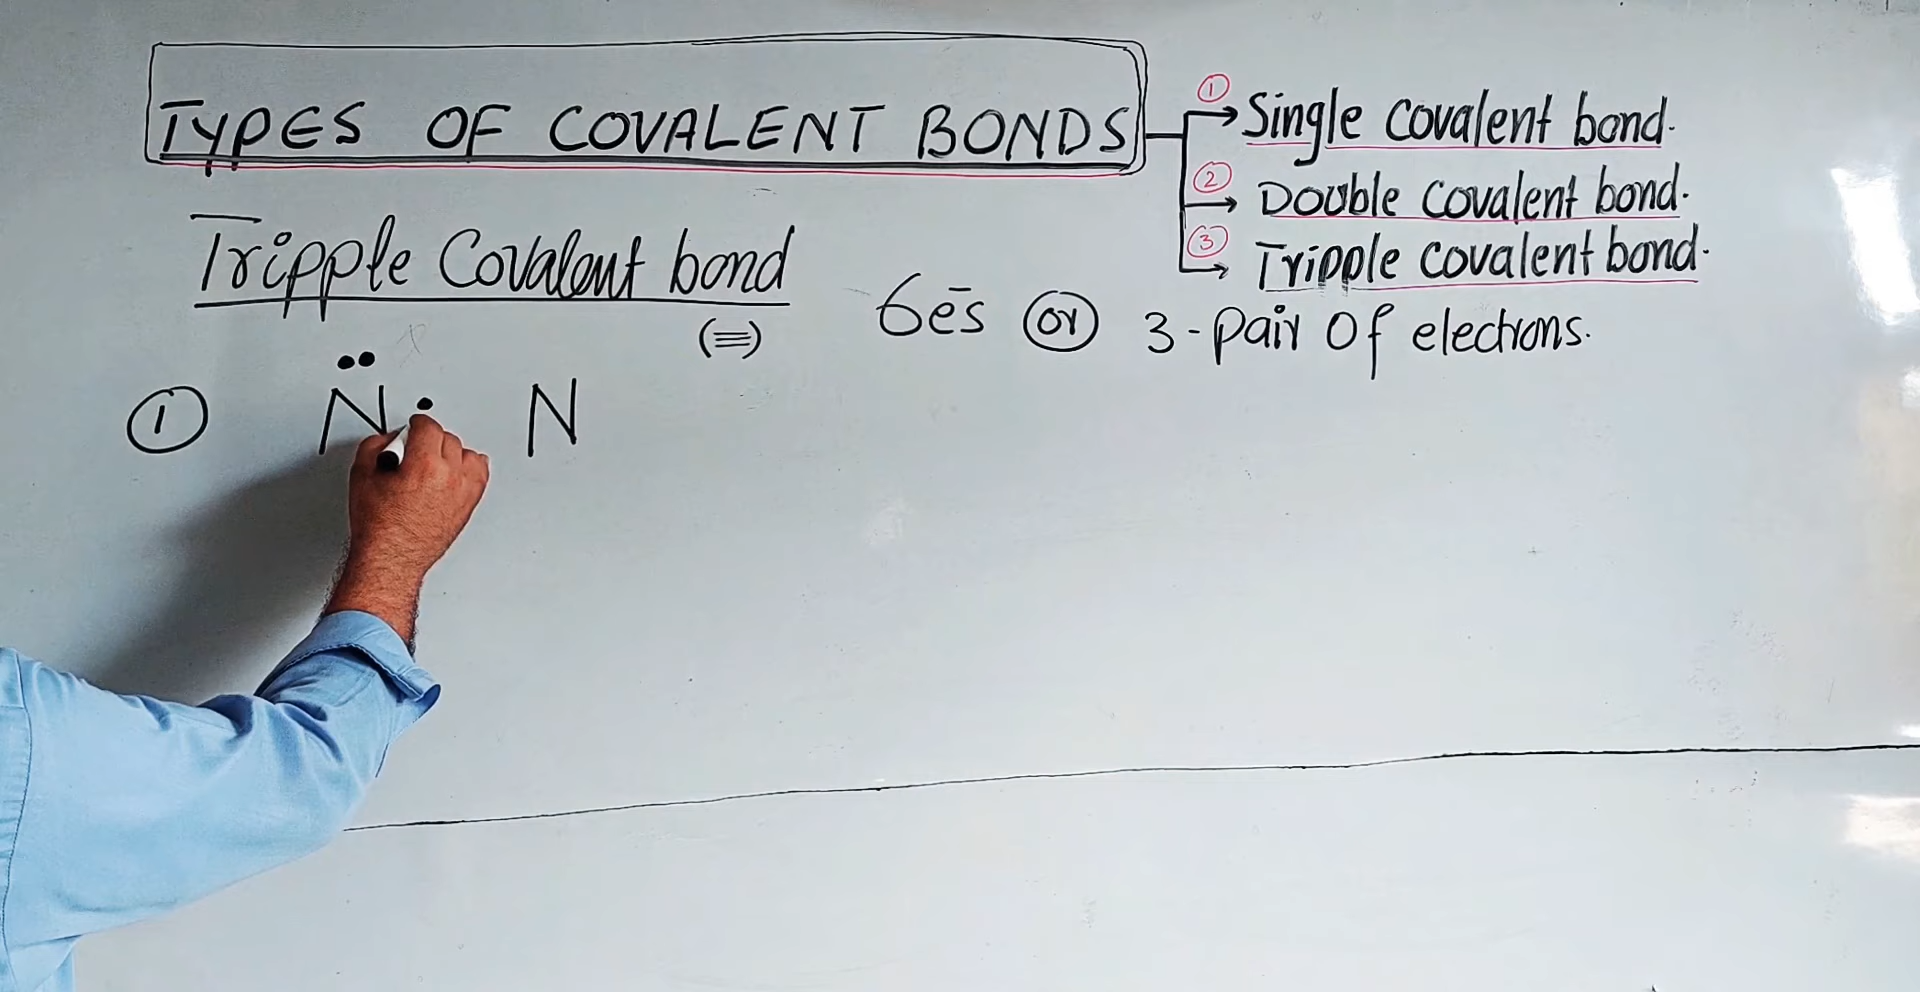 TYPES OF COVALENT BONDS
① Single covalent bond.
② Double covalent bond.
③ Tripple covalent bond.
Tripple Covalent bond
(≡)
6ēs or 3-pair of electrons.
① N N